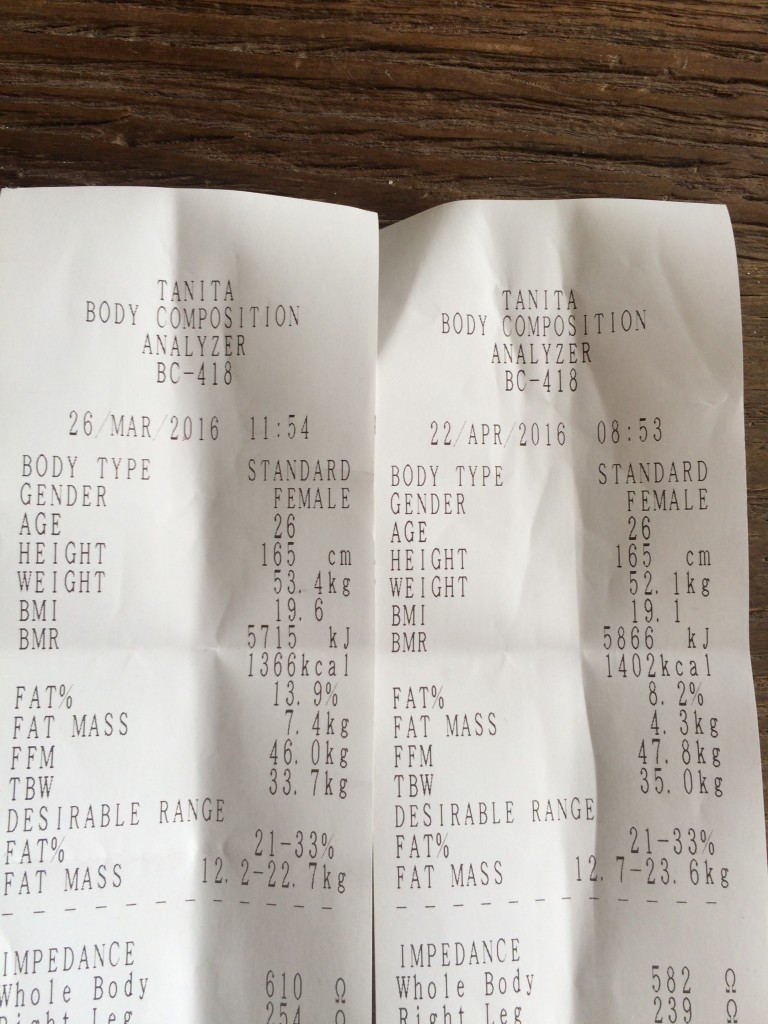 TANITA
BODY COMPOSITION
ANALYZER
BC-418
26/MAR/2016 11:54
BODY TYPE STANDARD
GENDER FEMALE
AGE 26
HEIGHT 165 cm
WEIGHT 53.4kg
BMI 19.6
BMR 5715 kJ
1366kcal
FAT% 13.9%
FAT MASS 7.4kg
FFM 46.0kg
TBW 33.7kg
DESIRABLE RANGE
FAT% 21-33%
FAT MASS 12.2-22.7kg
IMPEDANCE
Whole Body 610 Ω
Right Leg 254 Ω
TANITA
BODY COMPOSITION
ANALYZER
BC-418
22/APR/2016 08:53
BODY TYPE STANDARD
GENDER FEMALE
AGE 26
HEIGHT 165 cm
WEIGHT 52.1kg
BMI 19.1
BMR 5866 kJ
1402kcal
FAT% 8.2%
FAT MASS 4.3kg
FFM 47.8kg
TBW 35.0kg
DESIRABLE RANGE
FAT% 21-33%
FAT MASS 12.7-23.6kg
IMPEDANCE
Whole Body 582 Ω
Right Leg 239 Ω